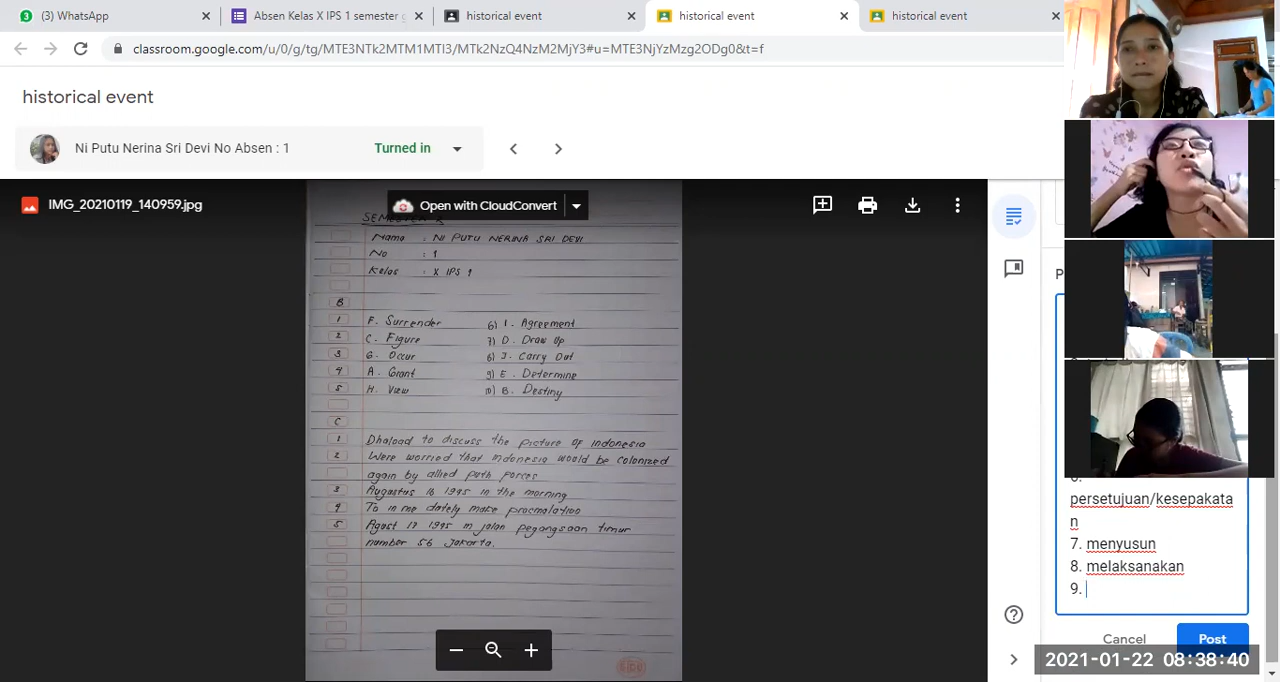 (3) WhatsApp
Absen Kelas X IPS 1 semester
historical event
historical event
historical event
classroom.google.com/u/0/g/tg/MTE3NTk2MTM1MTI3/MTk2NzQ4NzM2MjY3#u=MTE3NjYzMzg2ODg0&t=f
historical event
Ni Putu Nerina Sri Devi No Absen : 1
Turned in
IMG_20210119_140959.jpg
Open with CloudConvert
SEMESTER 2
Nama : NI PUTU NERINA SRI DEVI
No : 1
Kelas : X IPS 1
B
1 F. Surrender
2 C. Figure
3 G. Occur
4 A. Grant
5 H. View
6) I. Agreement
7) D. Draw Up
8) J. Carry Out
9) E. Determine
10) B. Destiny
C
1 Dhaload to discuss the picture of indonesia
2 Were worried that indonesia would be colonized
again by allied puth forces
3 Agustus 16 1945 in the morning
4 To in me dately make procmalatioo
5 Agost 17 1945 in jalan pegangsaan timur
number 56 Jakarta.
persetujuan/kesepakata
n
7. menyusun
8. melaksanakan
9.
Cancel
Post
2021-01-22 08:38:40